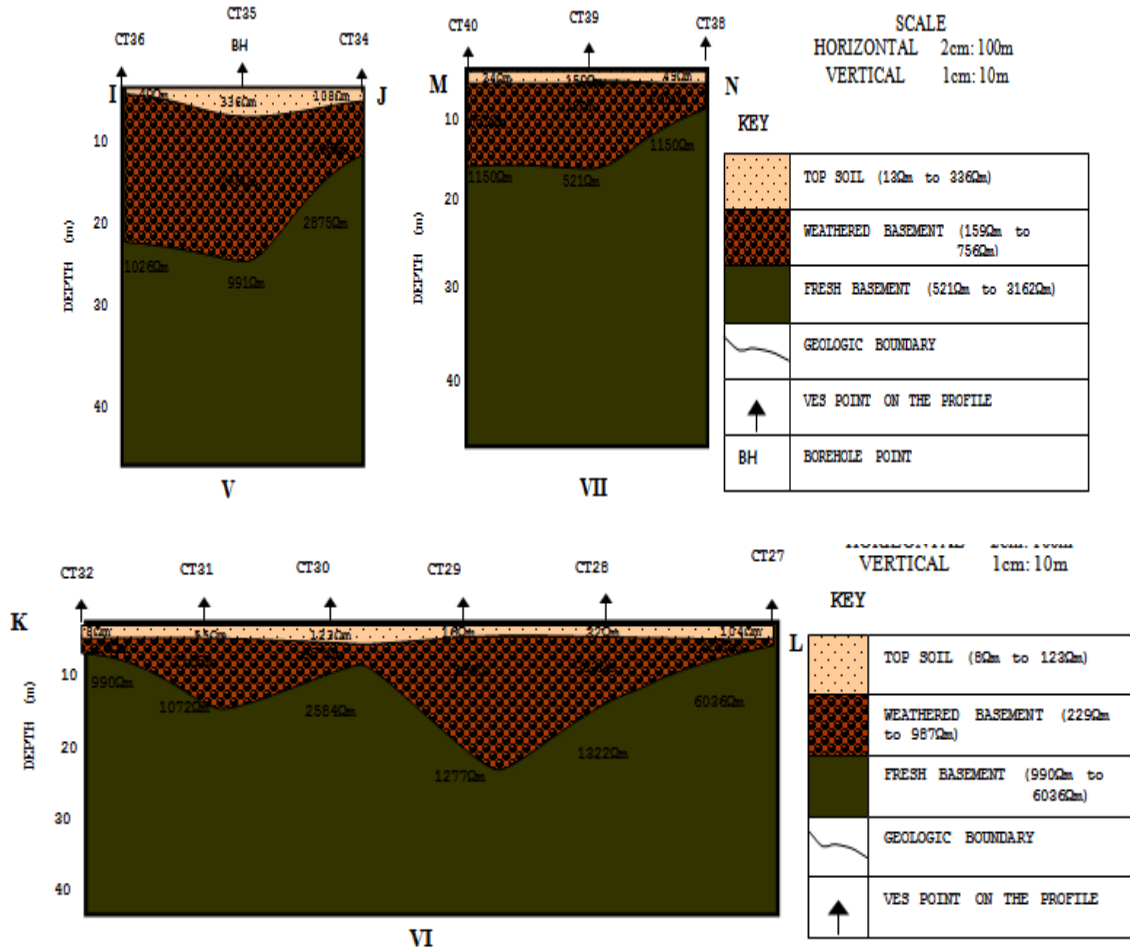 CT36
CT35
BH
CT34
CT40
CT39
CT38
SCALE
HORIZONTAL 2cm: 100m
VERTICAL 1cm: 10m
I
336Ωm
108Ωm
J
M
49Ωm
N
KEY
DEPTH (m)
10
20
30
40
1026Ωm
991Ωm
2875Ωm
V
DEPTH (m)
10
20
30
40
1150Ωm
521Ωm
1150Ωm
VII
TOP SOIL (13Ωm to 336Ωm)
WEATHERED BASEMENT (159Ωm to
756Ωm)
FRESH BASEMENT (521Ωm to 3162Ωm)
GEOLOGIC BOUNDARY
VES POINT ON THE PROFILE
BH
BOREHOLE POINT
CT32
CT31
CT30
CT29
CT28
CT27
VERTICAL 1cm: 10m
KEY
K
123Ωm
104Ωm
L
DEPTH (m)
10
20
30
40
990Ωm
1072Ωm
2584Ωm
1277Ωm
1322Ωm
6036Ωm
VI
TOP SOIL (8Ωm to 123Ωm)
WEATHERED BASEMENT (229Ωm
to 987Ωm)
FRESH BASEMENT (990Ωm to
6036Ωm)
GEOLOGIC BOUNDARY
VES POINT ON THE PROFILE